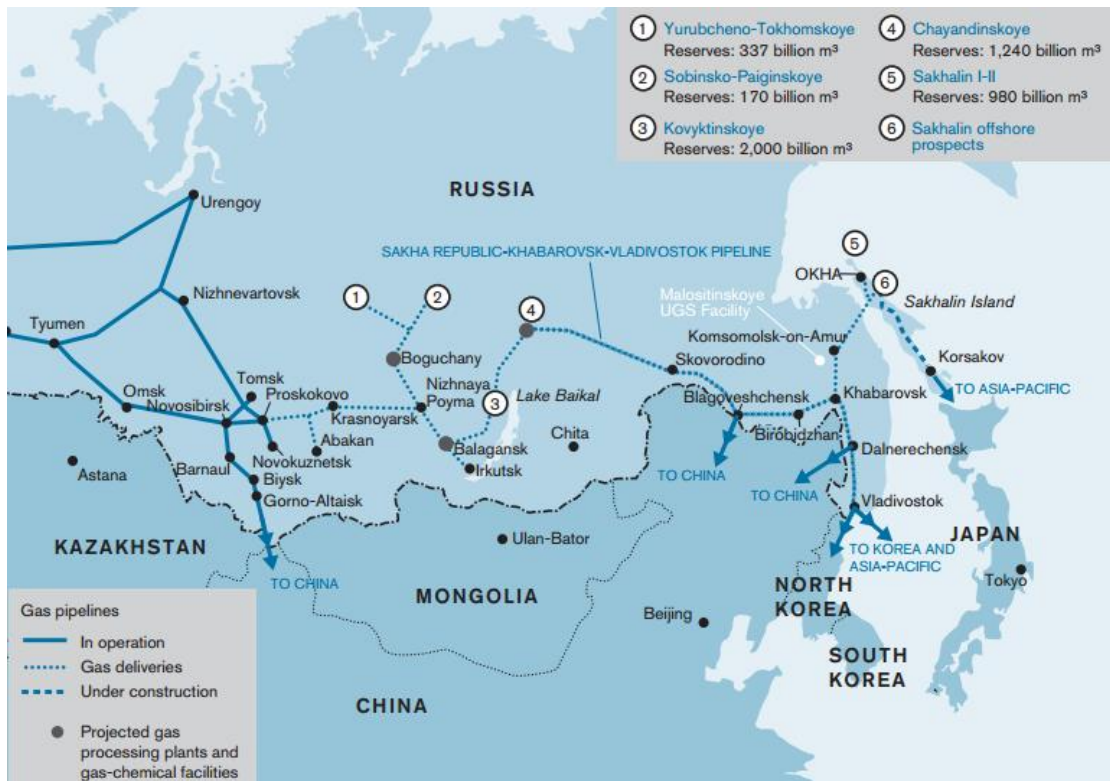 1 Yurubcheno-Tokhomskoye
Reserves: 337 billion m³
2 Sobinsko-Paiginskoye
Reserves: 170 billion m³
3 Kovyktinskoye
Reserves: 2,000 billion m³
4 Chayandinskoye
Reserves: 1,240 billion m³
5 Sakhalin I-II
Reserves: 980 billion m³
6 Sakhalin offshore
prospects
RUSSIA
Urengoy
SAKHA REPUBLIC-KHABAROVSK-VLADIVOSTOK PIPELINE
5
OKHA
6
Sakhalin Island
Nizhnevartovsk
1
2
4
Malositinskoye
UGS Facility
Tyumen
Komsomolsk-on-Amur
Boguchany
Skovorodino
Korsakov
TO ASIA-PACIFIC
Omsk
Tomsk
Proskokovo
Nizhnaya
Poyma
3
Lake Baikal
Blagoveshchensk
Khabarovsk
Novosibirsk
Krasnoyarsk
Abakan
Birobidzhan
Balagansk
Chita
Dalnerechensk
Astana
Barnaul
Novokuznetsk
Irkutsk
Biysk
TO CHINA
Gorno-Altaisk
TO CHINA
Vladivostok
KAZAKHSTAN
Ulan-Bator
JAPAN
TO KOREA AND
ASIA-PACIFIC
TO CHINA
Tokyo
MONGOLIA
NORTH
KOREA
Beijing
SOUTH
KOREA
CHINA
Gas pipelines
In operation
Gas deliveries
Under construction
Projected gas
processing plants and
gas-chemical facilities